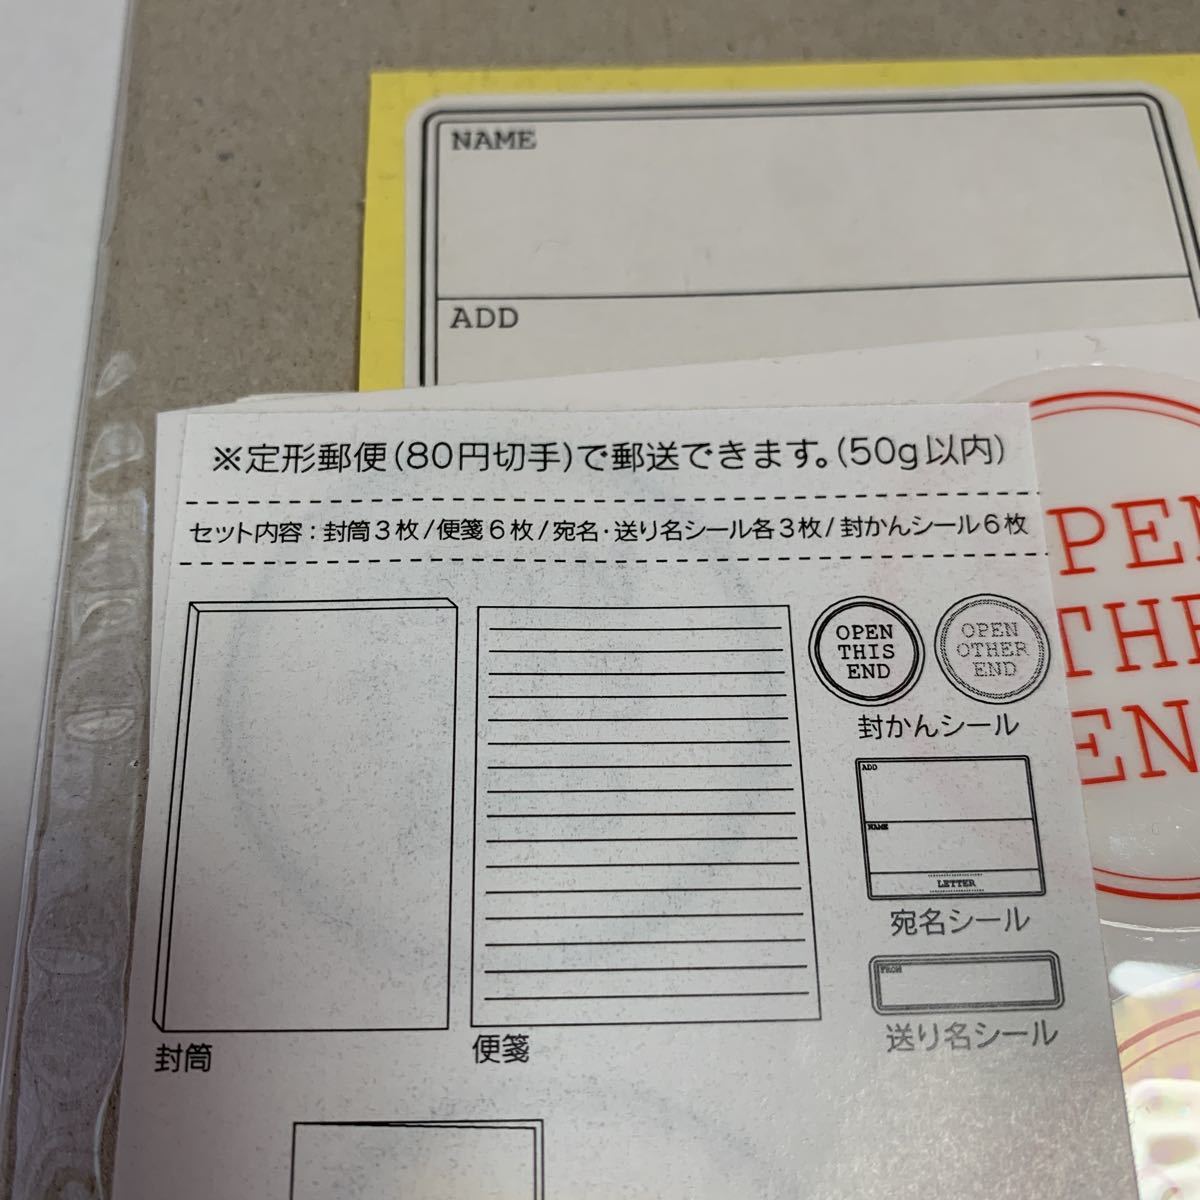 NAME
ADD
※定形郵便(80円切手)で郵送できます。(50g以内)
セット内容：封筒3枚/便箋6枚/宛名・送り名シール各3枚/封かんシール6枚
OPEN
THIS
END
OPEN
OTHER
END
封かんシール
ADD
NAME
LETTER
宛名シール
FROM
送り名シール
封筒
便箋
PEN
THE
EN